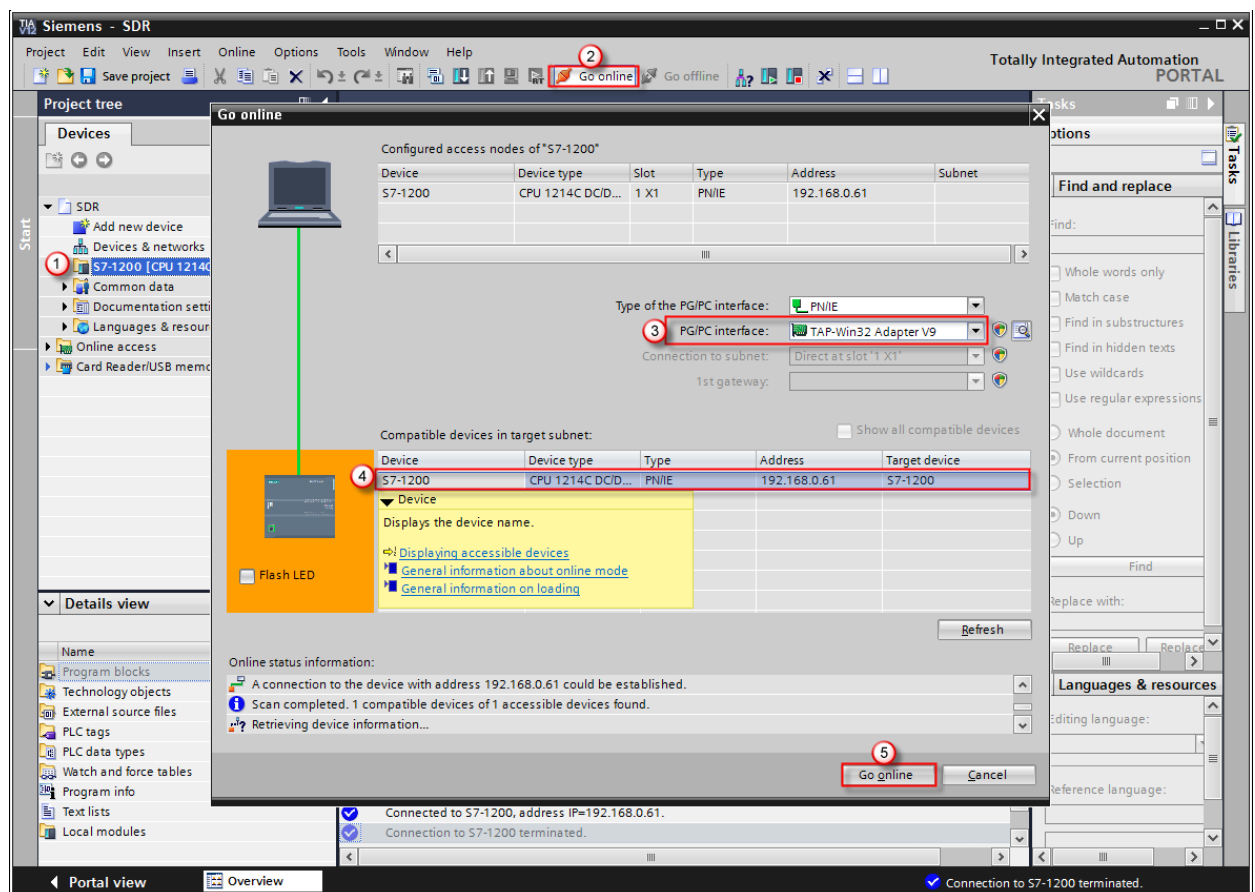 Siemens - SDR
Project Edit View Insert Online Options Tools Window Help
Totally Integrated Automation
PORTAL
Save project
2
Go online
Go offline
Project tree
Devices
SDR
Add new device
Devices & networks
1
S7-1200 [CPU 1214C
Common data
Documentation setti
Languages & resour
Online access
Card Reader/USB memo
Start
Go online
Configured access nodes of "S7-1200"
Device Device type Slot Type Address Subnet
S7-1200 CPU 1214C DC/D... 1 X1 PN/IE 192.168.0.61
Type of the PG/PC interface: PN/IE
3
PG/PC interface: TAP-Win32 Adapter V9
Connection to subnet: Direct at slot '1 X1'
1st gateway:
Compatible devices in target subnet:
Show all compatible devices
Device Device type Type Address Target device
4
S7-1200 CPU 1214C DC/D... PN/IE 192.168.0.61 S7-1200
Device
Displays the device name.
Displaying accessible devices
General information about online mode
General information on loading
Flash LED
Refresh
Online status information:
A connection to the device with address 192.168.0.61 could be established.
Scan completed. 1 compatible devices of 1 accessible devices found.
Retrieving device information...
5
Go online
Cancel
Details view
Name
Program blocks
Technology objects
External source files
PLC tags
PLC data types
Watch and force tables
Program info
Text lists
Local modules
Connected to S7-1200, address IP=192.168.0.61.
Connection to S7-1200 terminated.
Tasks
Libraries
asks
ptions
Find and replace
Find:
Whole words only
Match case
Find in substructures
Find in hidden texts
Use wildcards
Use regular expressions
Whole document
From current position
Selection
Down
Up
Find
Replace with:
Replace Replace
Languages & resources
Editing language:
Reference language:
Portal view
Overview
Connection to S7-1200 terminated.